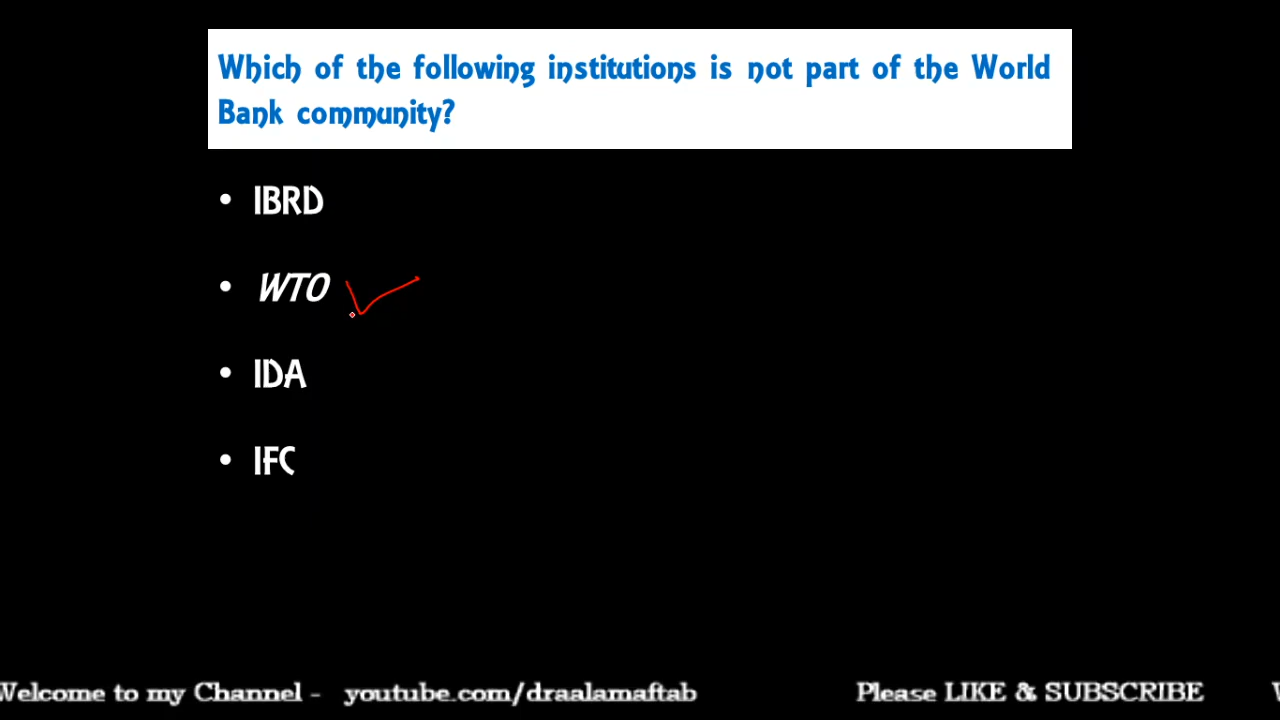 Which of the following institutions is not part of the World
Bank community?
• IBRD
• WTO
• IDA
• IFC
Welcome to my Channel - youtube.com/draalamaftab Please LIKE & SUBSCRIBE